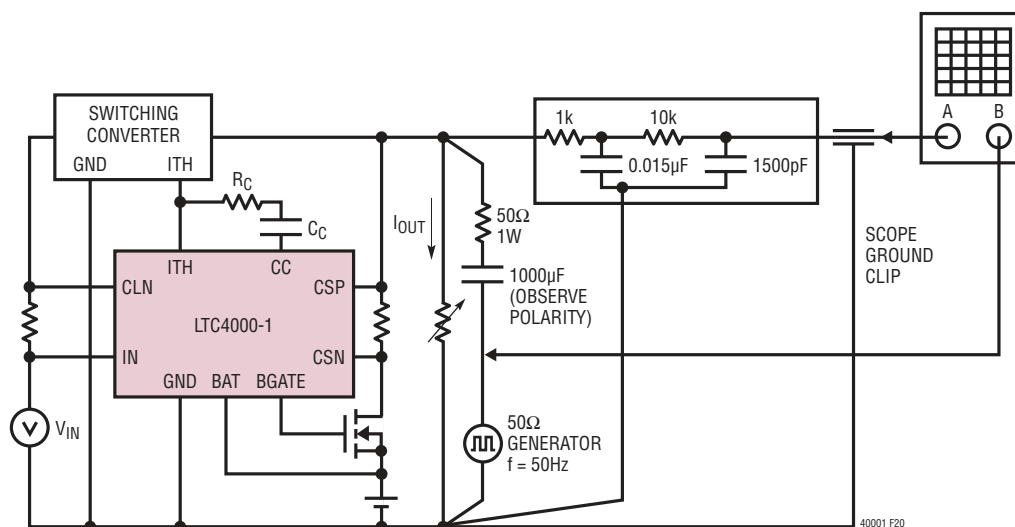 SWITCHING
CONVERTER
GND
ITH
R_C
C_C
ITH
CC
CLN
CSP
LTC4000-1
IN
CSN
GND
BAT
BGATE
V_IN
I_OUT
50Ω
1W
1000µF
(OBSERVE
POLARITY)
50Ω
GENERATOR
f = 50Hz
1k
10k
0.015µF
1500pF
SCOPE
GROUND
CLIP
A
B
40001 F20